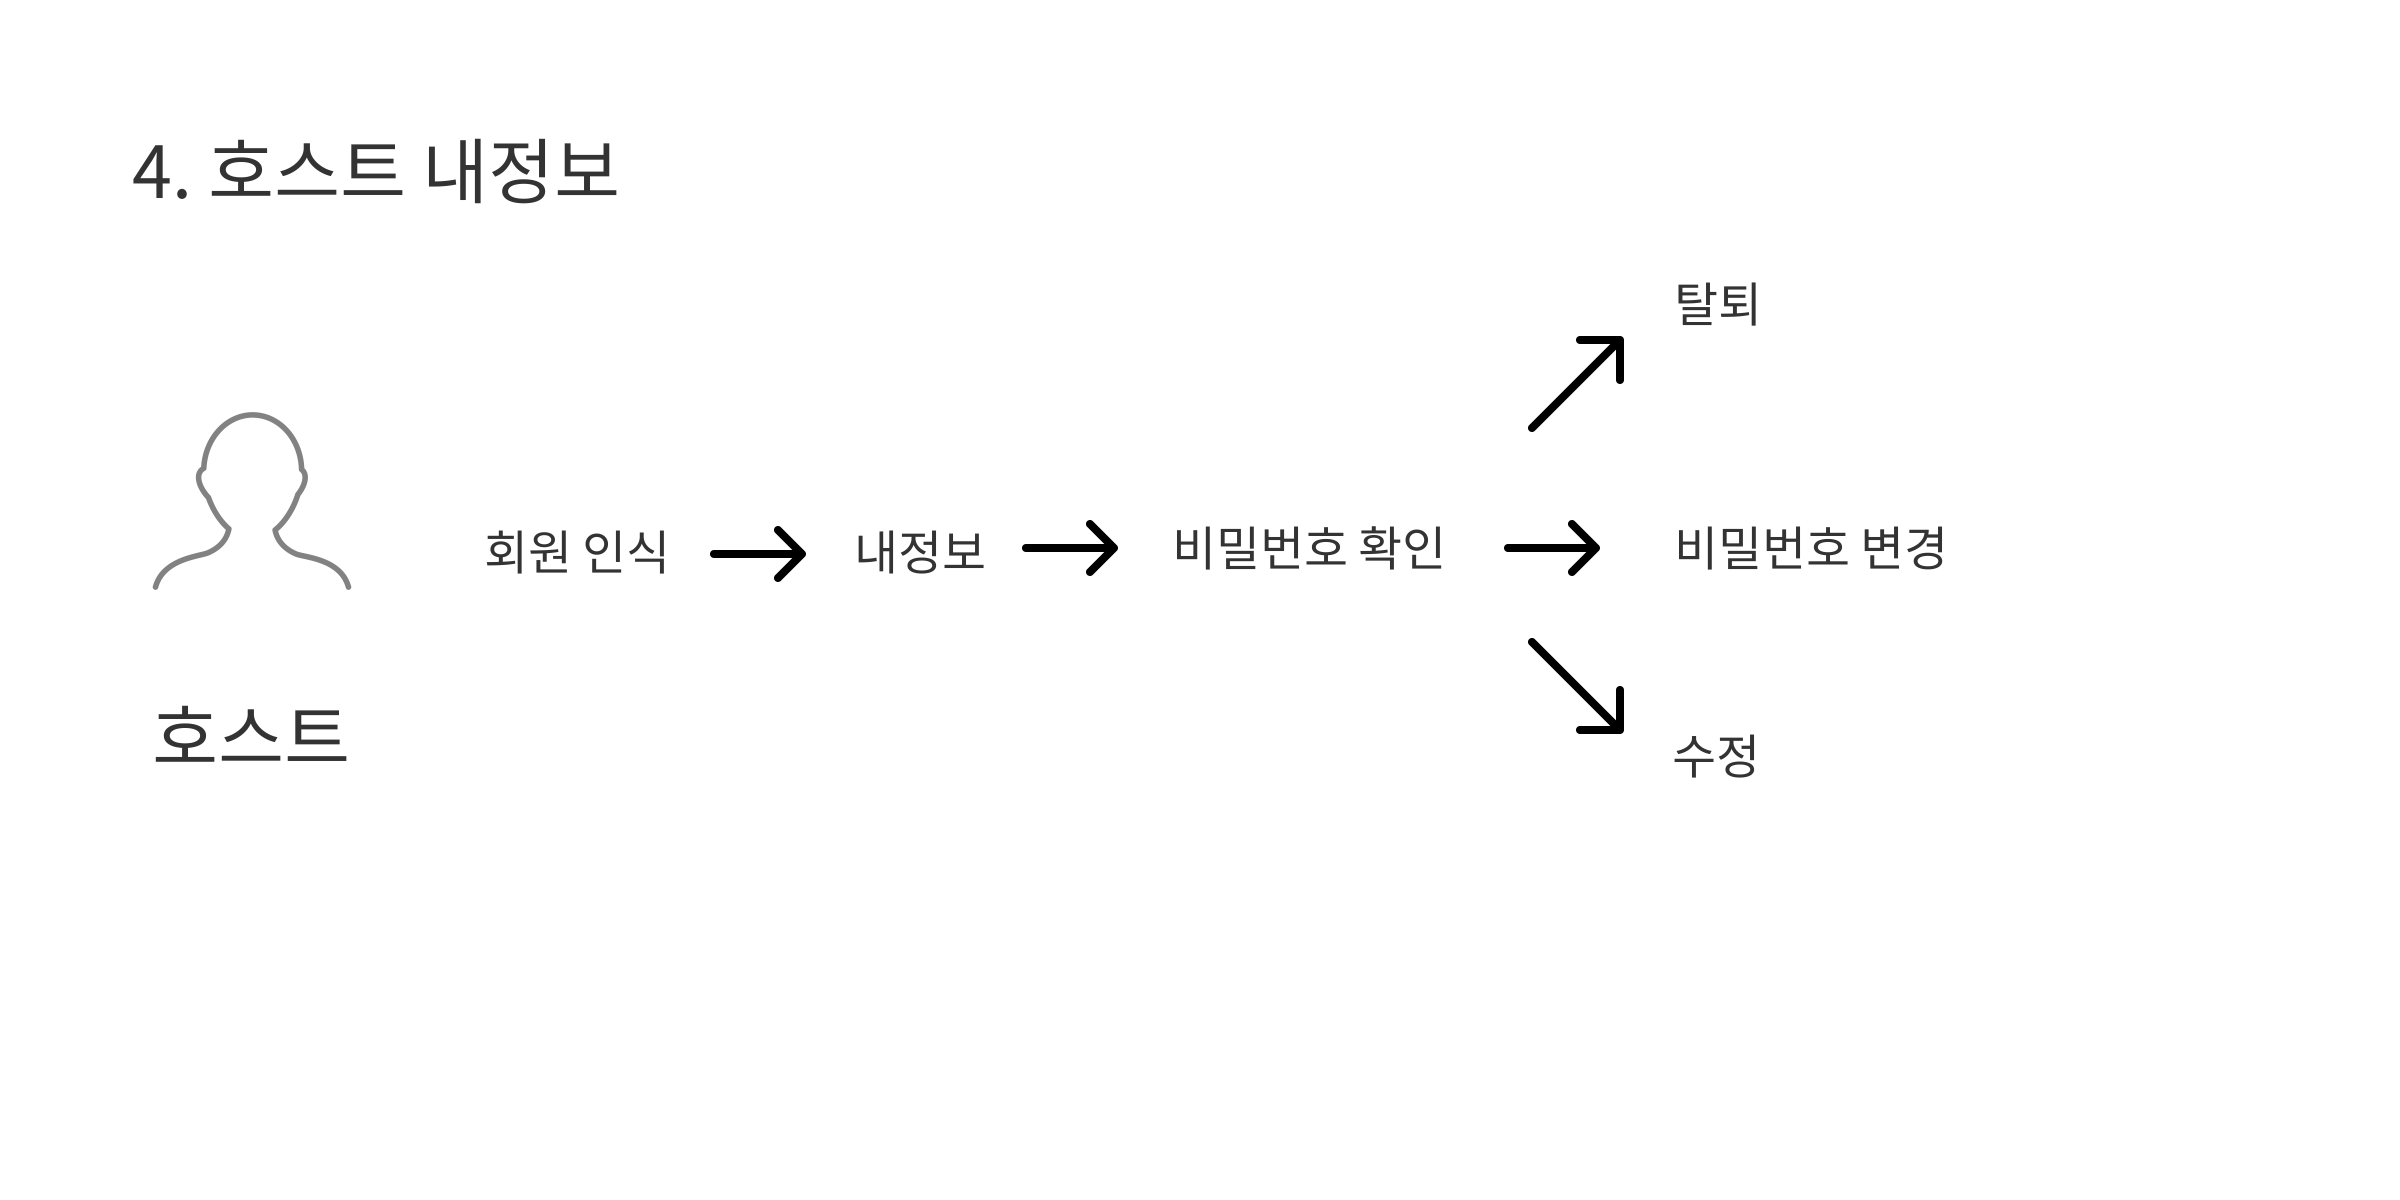 4. 호스트 내정보
탈퇴
회원 인식
내정보
비밀번호 확인
비밀번호 변경
호스트
수정